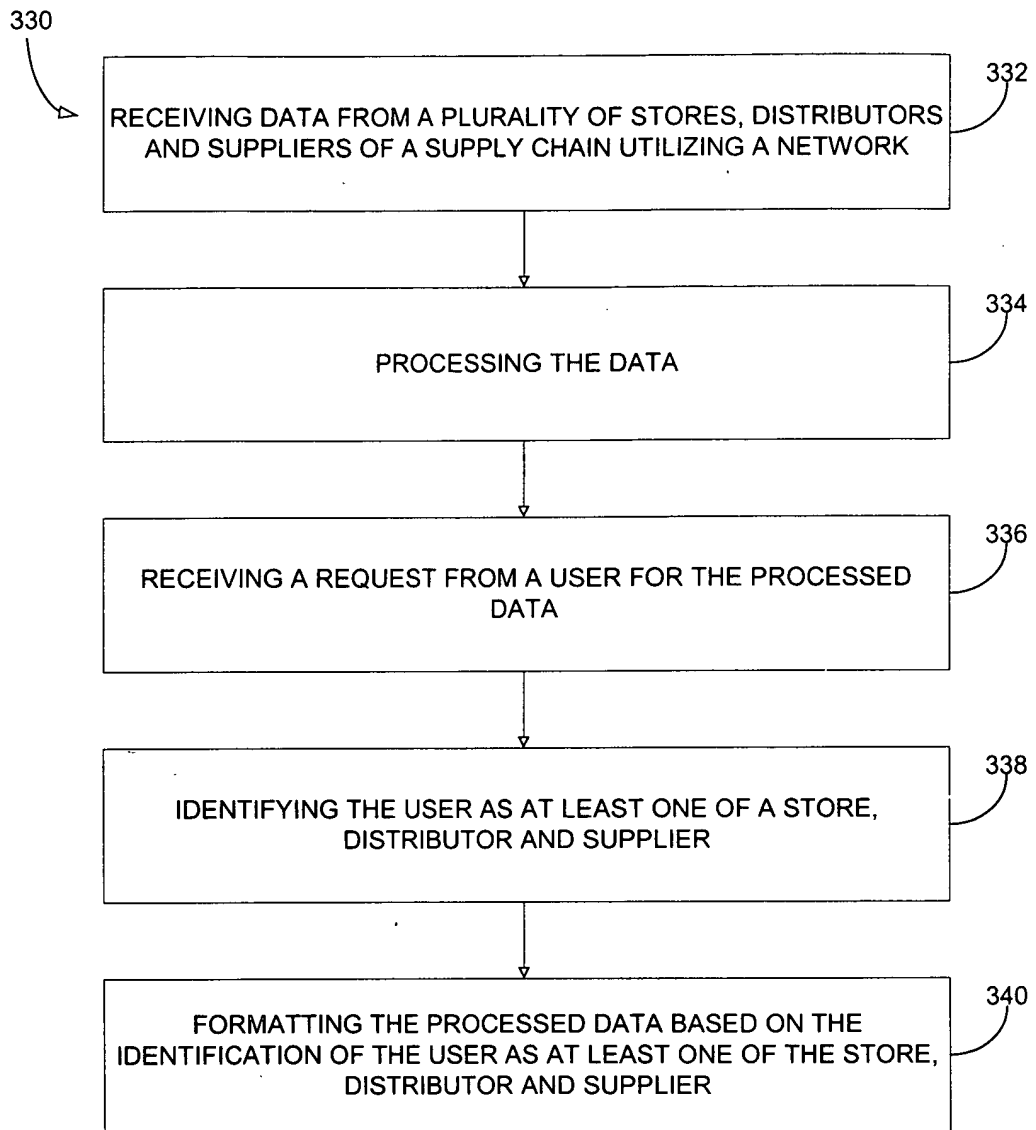 330
332
RECEIVING DATA FROM A PLURALITY OF STORES, DISTRIBUTORS
AND SUPPLIERS OF A SUPPLY CHAIN UTILIZING A NETWORK
334
PROCESSING THE DATA
336
RECEIVING A REQUEST FROM A USER FOR THE PROCESSED
DATA
338
IDENTIFYING THE USER AS AT LEAST ONE OF A STORE,
DISTRIBUTOR AND SUPPLIER
340
FORMATTING THE PROCESSED DATA BASED ON THE
IDENTIFICATION OF THE USER AS AT LEAST ONE OF THE STORE,
DISTRIBUTOR AND SUPPLIER